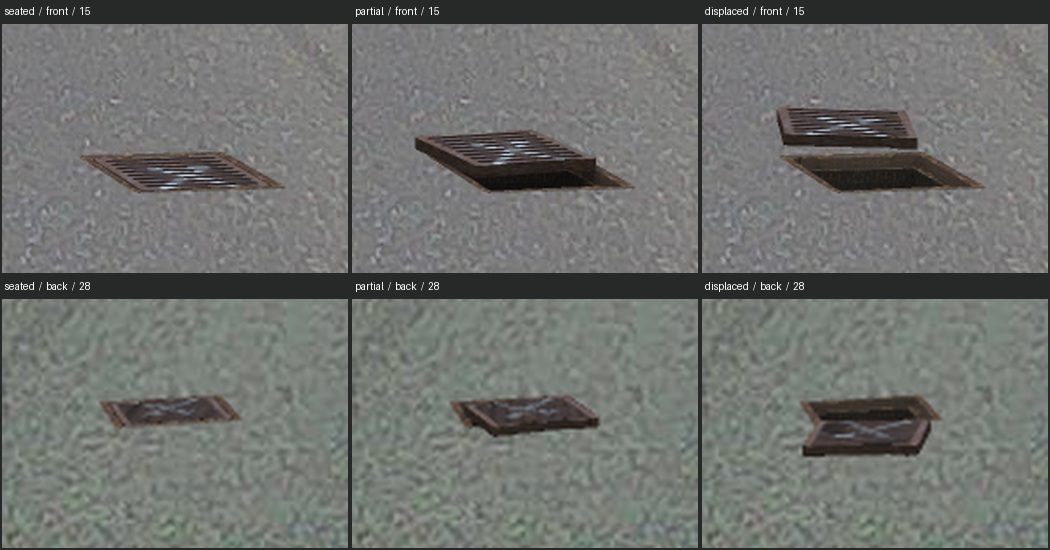 seated / front / 15
partial / front / 15
displaced / front / 15
seated / back / 28
partial / back / 28
displaced / back / 28